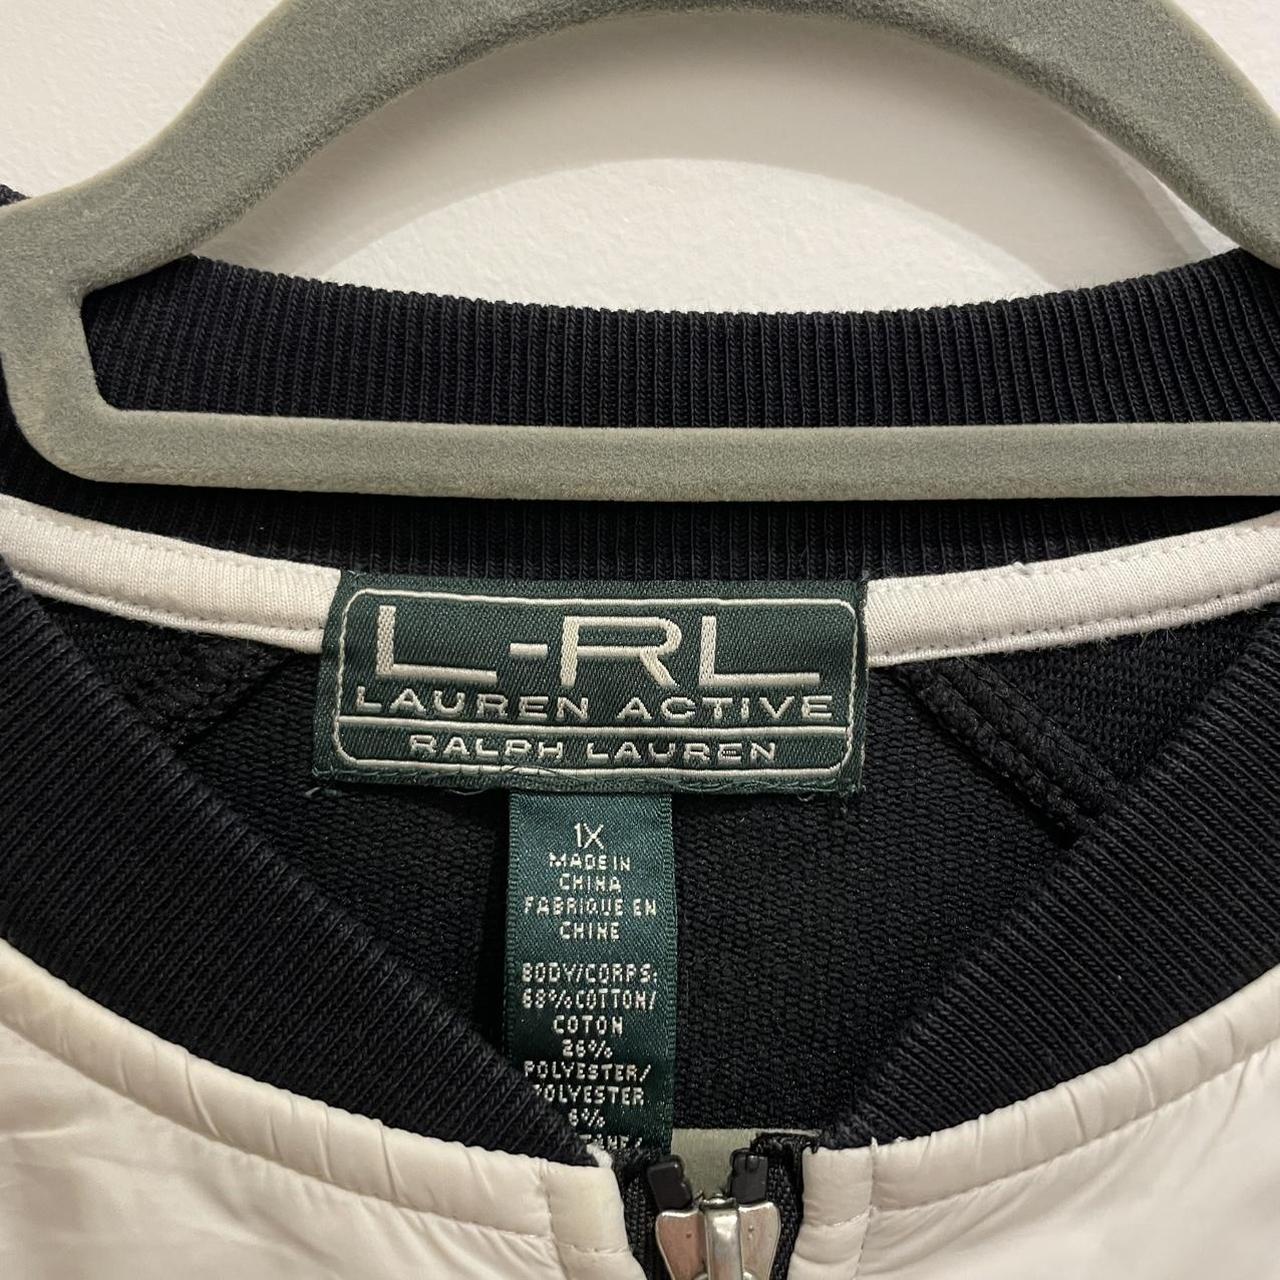 L-RL
LAUREN ACTIVE
RALPH LAUREN
1X
MADE IN
CHINA
FABRIQUE EN
CHINE
BODY/CORPS:
68% COTTON/
COTON
26%
POLYESTER/
POLYESTER
6%